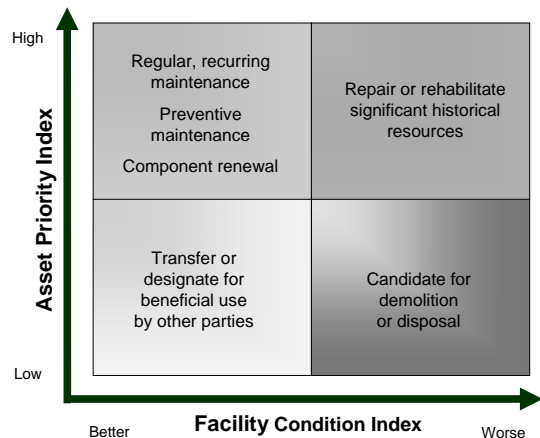 High
Regular, recurring
maintenance
Preventive
maintenance
Component renewal
Repair or rehabilitate
significant historical
resources
Asset Priority Index
Transfer or
designate for
beneficial use
by other parties
Candidate for
demolition
or disposal
Low
Better
Facility Condition Index
Worse